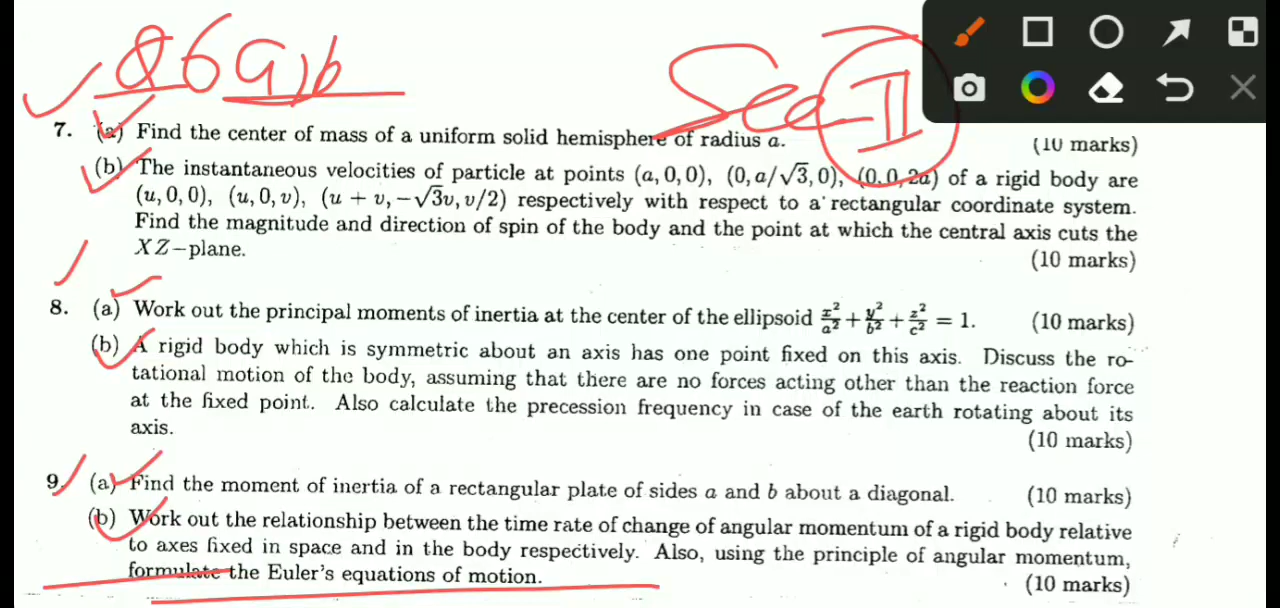 Q6 a, b
Sec II
7. (a) Find the center of mass of a uniform solid hemisphere of radius a. (10 marks)
(b) The instantaneous velocities of particle at points (a, 0, 0), (0, a/√3, 0), (0, 0, 2a) of a rigid body are
(u, 0, 0), (u, 0, v), (u + v, −√3v, v/2) respectively with respect to a rectangular coordinate system.
Find the magnitude and direction of spin of the body and the point at which the central axis cuts the
XZ−plane. (10 marks)
8. (a) Work out the principal moments of inertia at the center of the ellipsoid x²/a² + y²/b² + z²/c² = 1. (10 marks)
(b) A rigid body which is symmetric about an axis has one point fixed on this axis. Discuss the ro-
tational motion of the body, assuming that there are no forces acting other than the reaction force
at the fixed point. Also calculate the precession frequency in case of the earth rotating about its
axis. (10 marks)
9. (a) Find the moment of inertia of a rectangular plate of sides a and b about a diagonal. (10 marks)
(b) Work out the relationship between the time rate of change of angular momentum of a rigid body relative
to axes fixed in space and in the body respectively. Also, using the principle of angular momentum,
formulate the Euler's equations of motion. (10 marks)